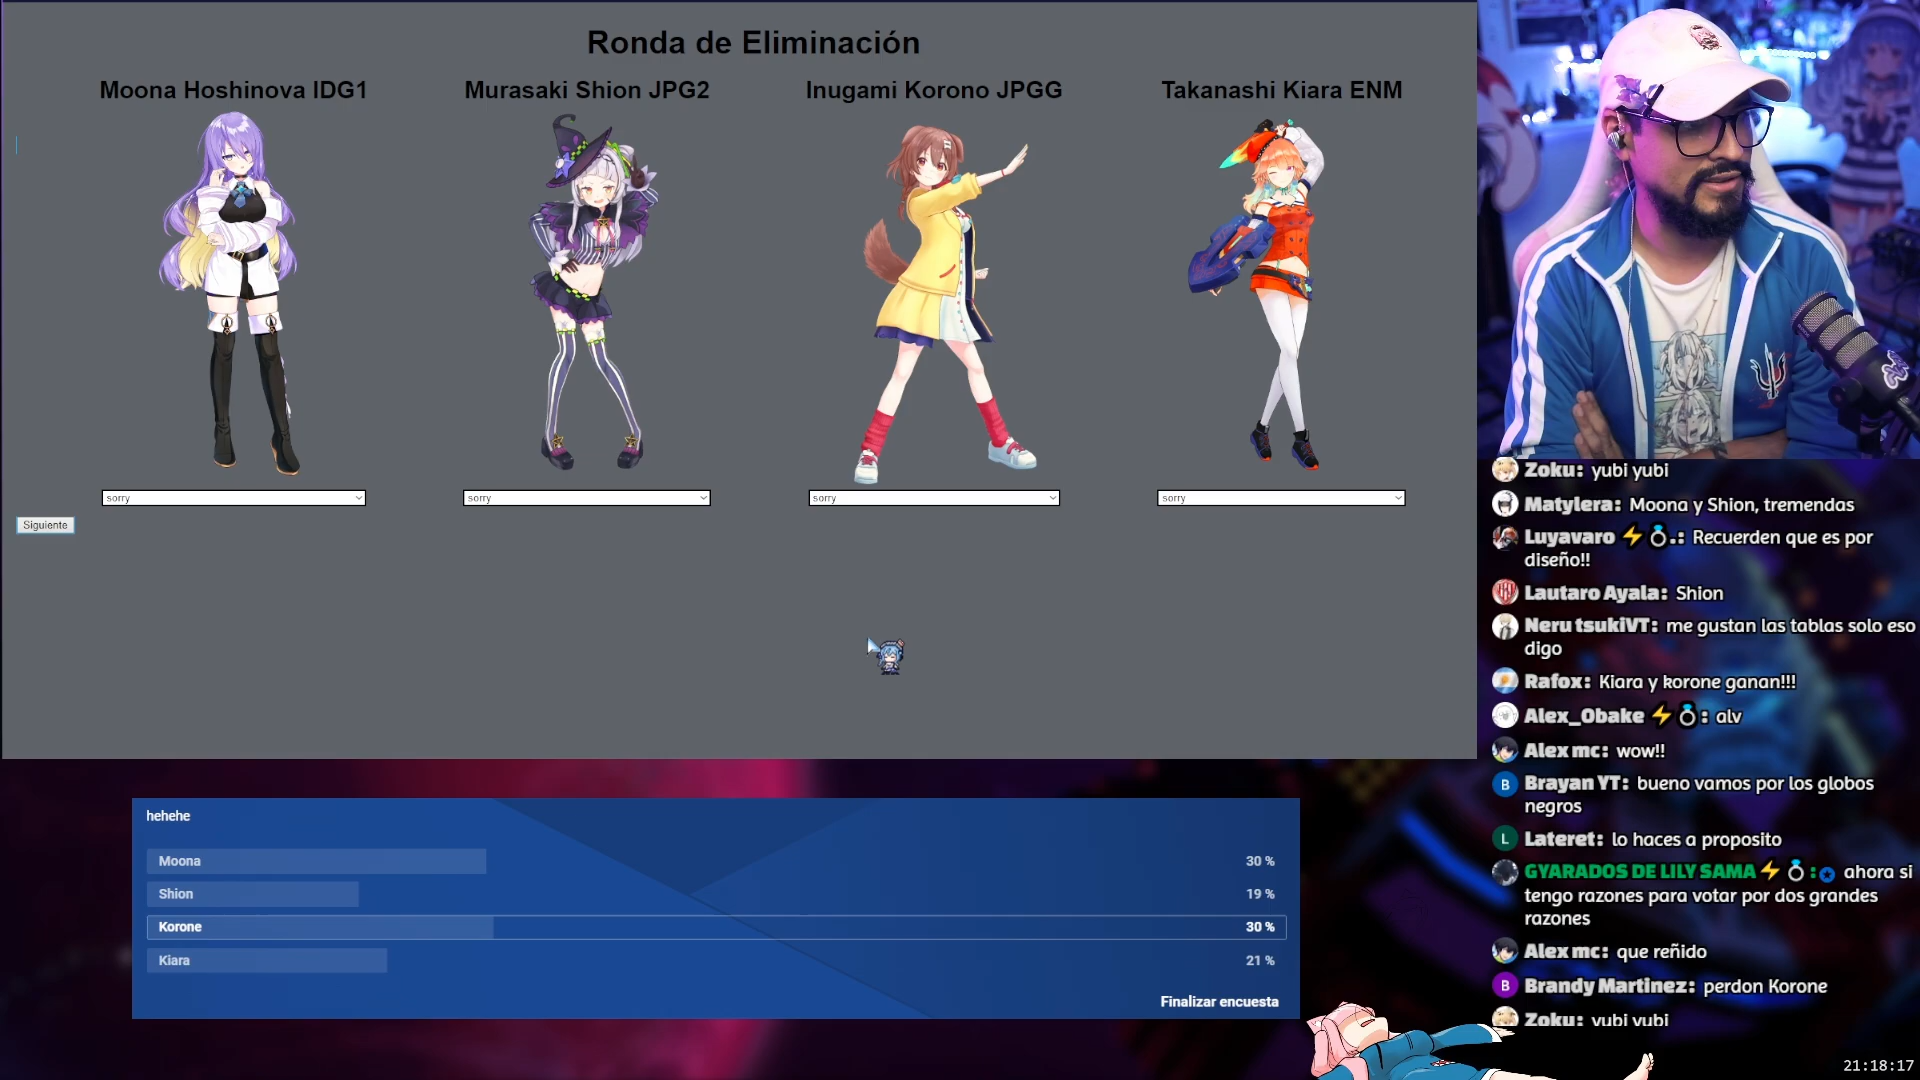 Ronda de Eliminación
Moona Hoshinova IDG1
Murasaki Shion JPG2
Inugami Korono JPGG
Takanashi Kiara ENM
sorry
sorry
sorry
sorry
Siguiente
hehehe
Moona 30 %
Shion 19 %
Korone 30 %
Kiara 21 %
Finalizar encuesta
Zoku: yubi yubi
Matylera: Moona y Shion, tremendas
Luyavaro ⚡💍.: Recuerden que es por
diseño!!
Lautaro Ayala: Shion
Neru tsukiVT: me gustan las tablas solo eso
digo
Rafox: Kiara y korone ganan!!!
Alex_Obake ⚡💍: alv
Alex mc: wow!!
B Brayan YT: bueno vamos por los globos
negros
L Lateret: lo haces a proposito
GYARADOS DE LILY SAMA ⚡💍: ahora si
tengo razones para votar por dos grandes
razones
Alex mc: que reñido
B Brandy Martinez: perdon Korone
Zoku: yubi yubi
21:18:17